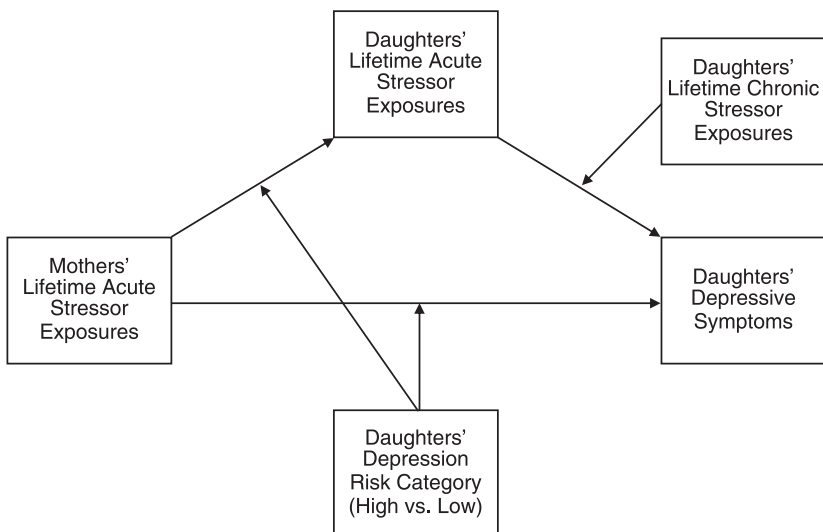 Daughters’
Lifetime Acute
Stressor
Exposures
Daughters’
Lifetime Chronic
Stressor
Exposures
Mothers’
Lifetime Acute
Stressor
Exposures
Daughters’
Depressive
Symptoms
Daughters’
Depression
Risk Category
(High vs. Low)